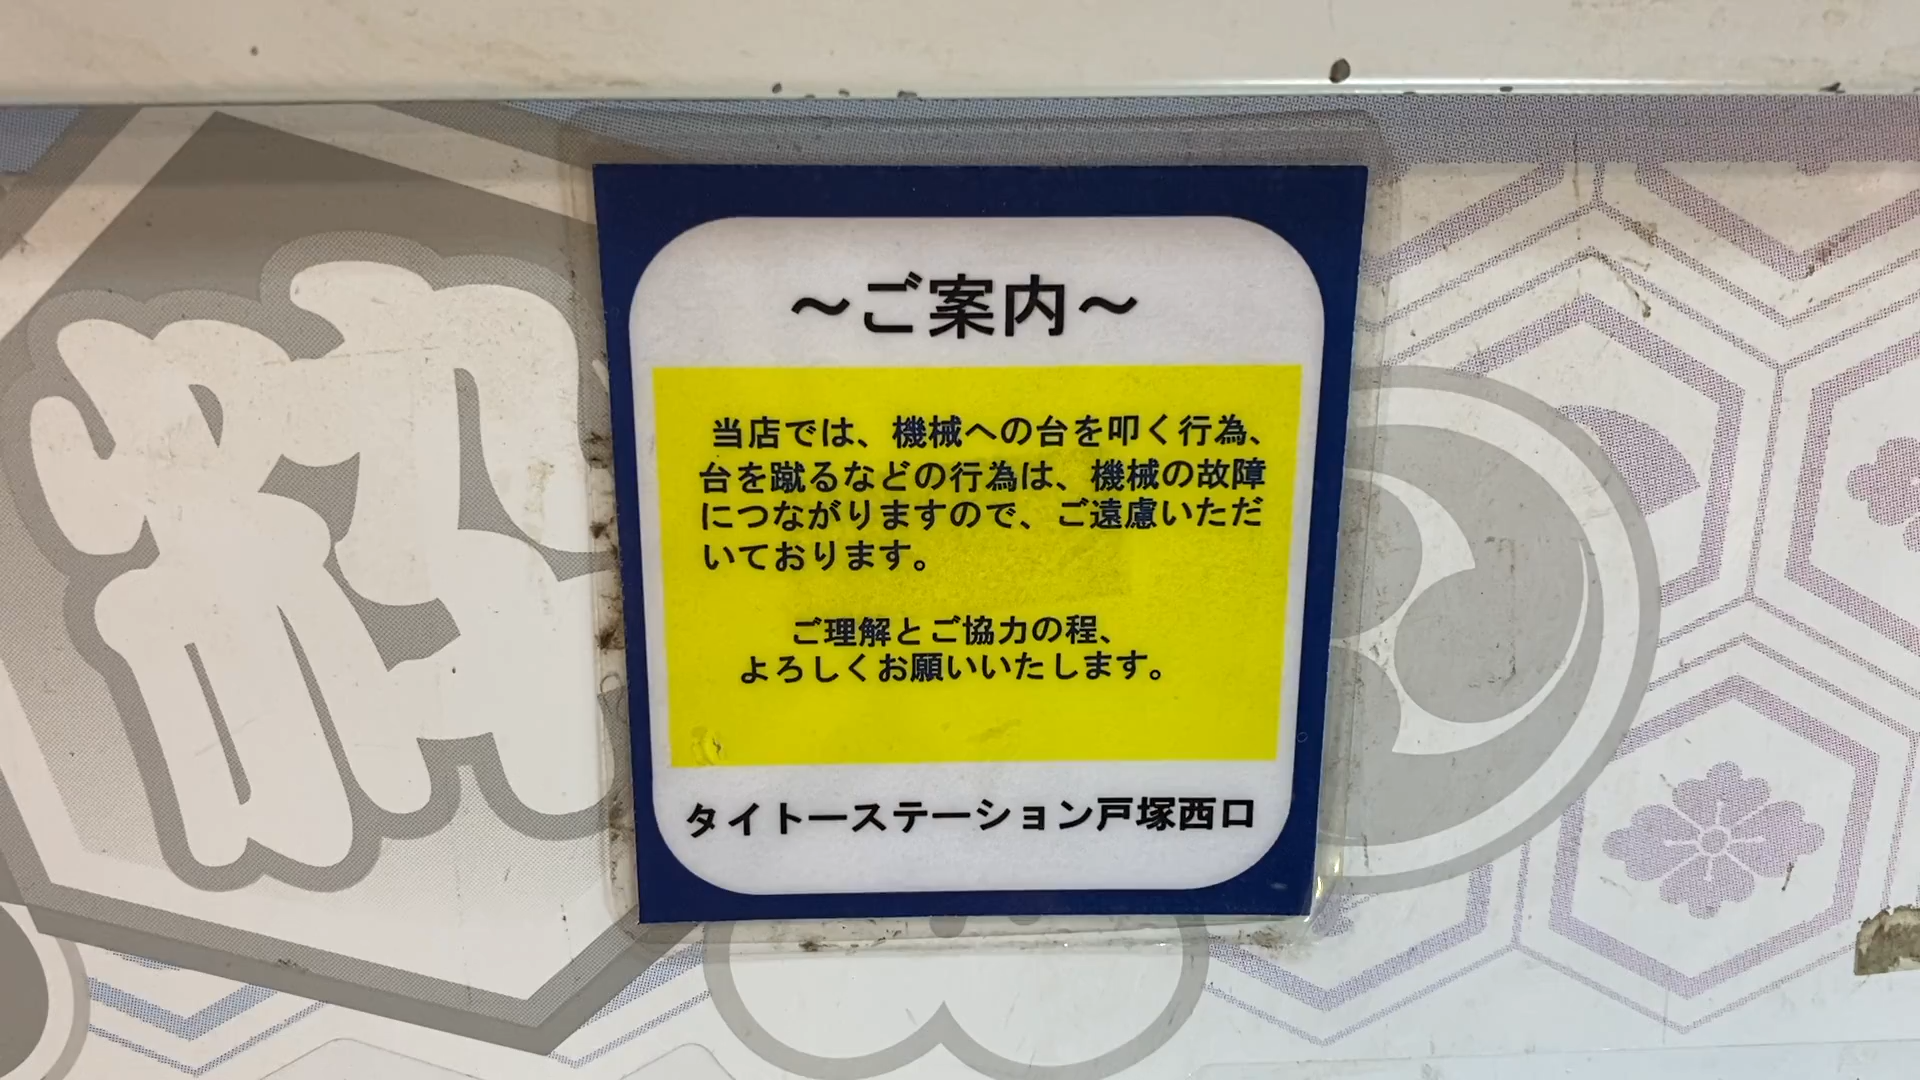 ～ご案内～
当店では、機械への台を叩く行為、
台を蹴るなどの行為は、機械の故障
につながりますので、ご遠慮いただ
いております。
ご理解とご協力の程、
よろしくお願いいたします。
タイトーステーション戸塚西口